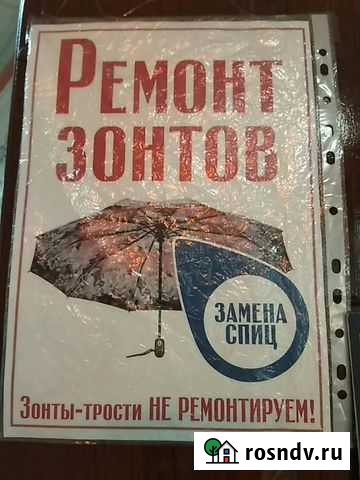 Ремонт
зонтов
ЗАМЕНА
СПИЦ
Зонты-трости НЕ РЕМОНТИРУЕМ!
rosndv.ru